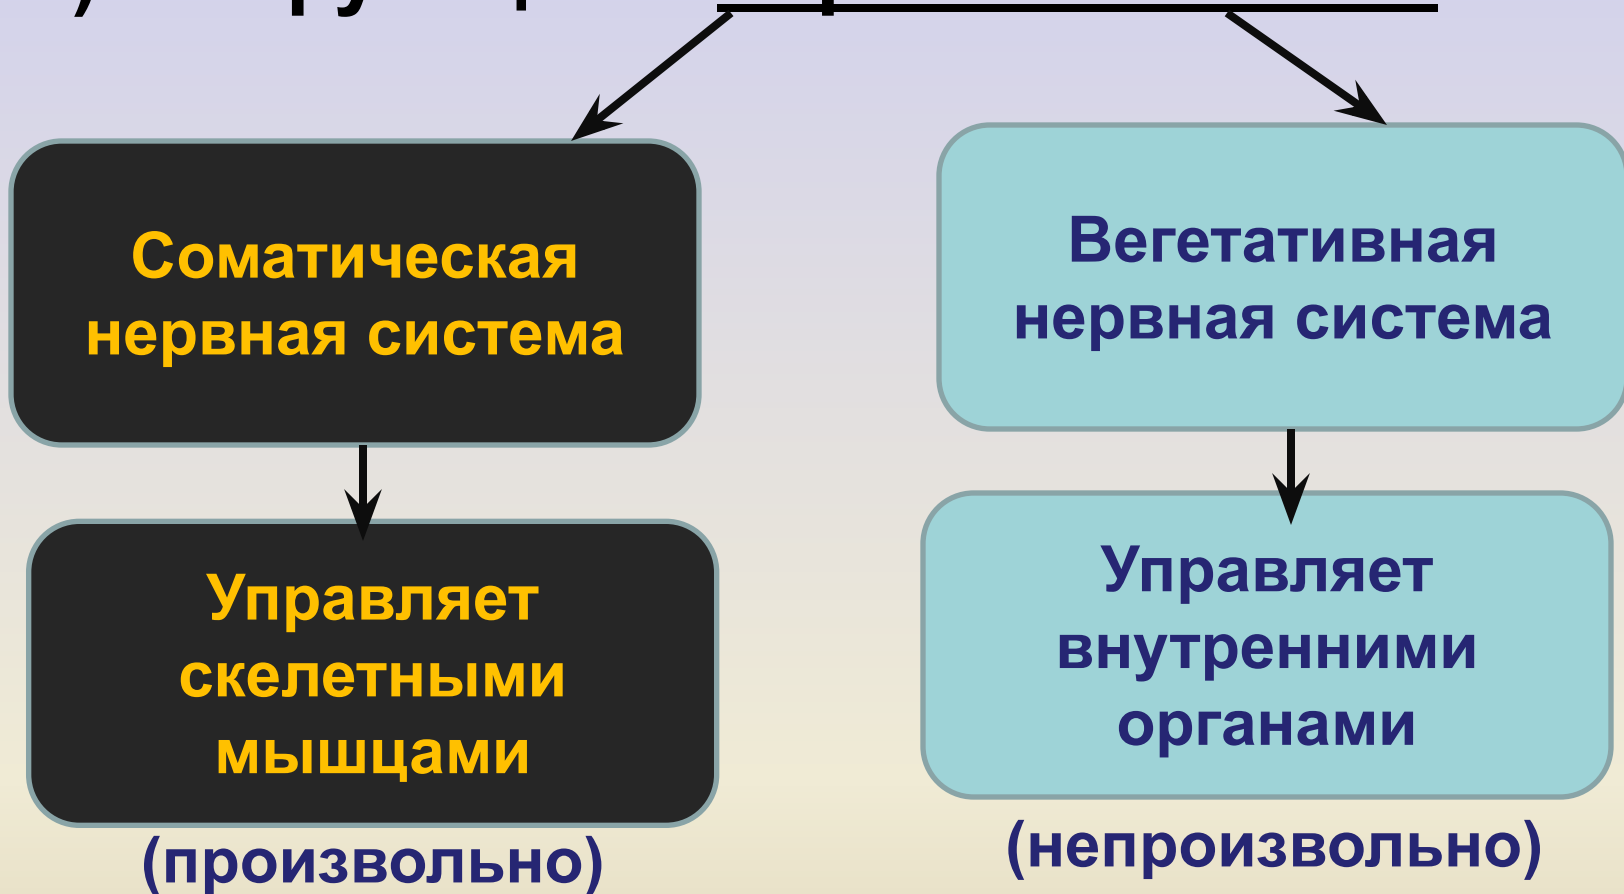 Соматическая
нервная система
Вегетативная
нервная система
Управляет
скелетными
мышцами
(произвольно)
Управляет
внутренними
органами
(непроизвольно)